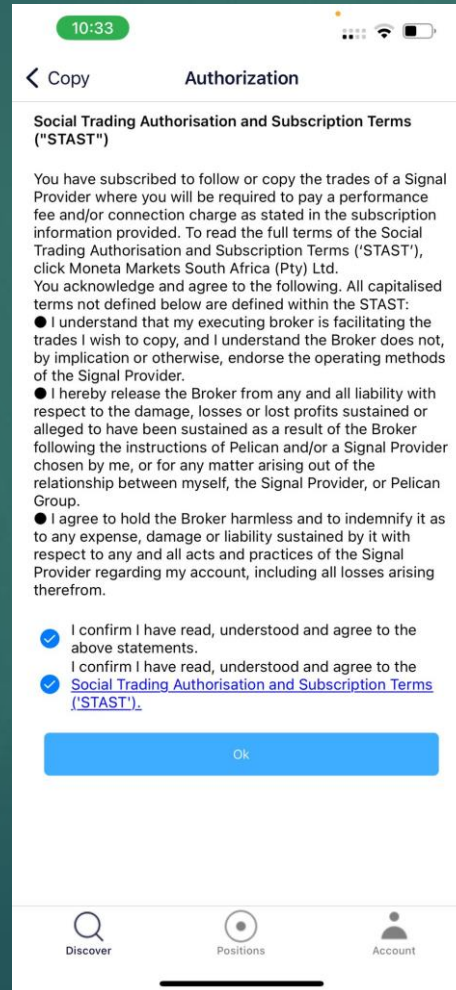 10:33
Copy
Authorization
Social Trading Authorisation and Subscription Terms
("STAST")
You have subscribed to follow or copy the trades of a Signal
Provider where you will be required to pay a performance
fee and/or connection charge as stated in the subscription
information provided. To read the full terms of the Social
Trading Authorisation and Subscription Terms ('STAST'),
click Moneta Markets South Africa (Pty) Ltd.
You acknowledge and agree to the following. All capitalised
terms not defined below are defined within the STAST:
● I understand that my executing broker is facilitating the
trades I wish to copy, and I understand the Broker does not,
by implication or otherwise, endorse the operating methods
of the Signal Provider.
● I hereby release the Broker from any and all liability with
respect to the damage, losses or lost profits sustained or
alleged to have been sustained as a result of the Broker
following the instructions of Pelican and/or a Signal Provider
chosen by me, or for any matter arising out of the
relationship between myself, the Signal Provider, or Pelican
Group.
● I agree to hold the Broker harmless and to indemnify it as
to any expense, damage or liability sustained by it with
respect to any and all acts and practices of the Signal
Provider regarding my account, including all losses arising
therefrom.
I confirm I have read, understood and agree to the
above statements.
I confirm I have read, understood and agree to the
Social Trading Authorisation and Subscription Terms
('STAST').
Ok
Discover
Positions
Account